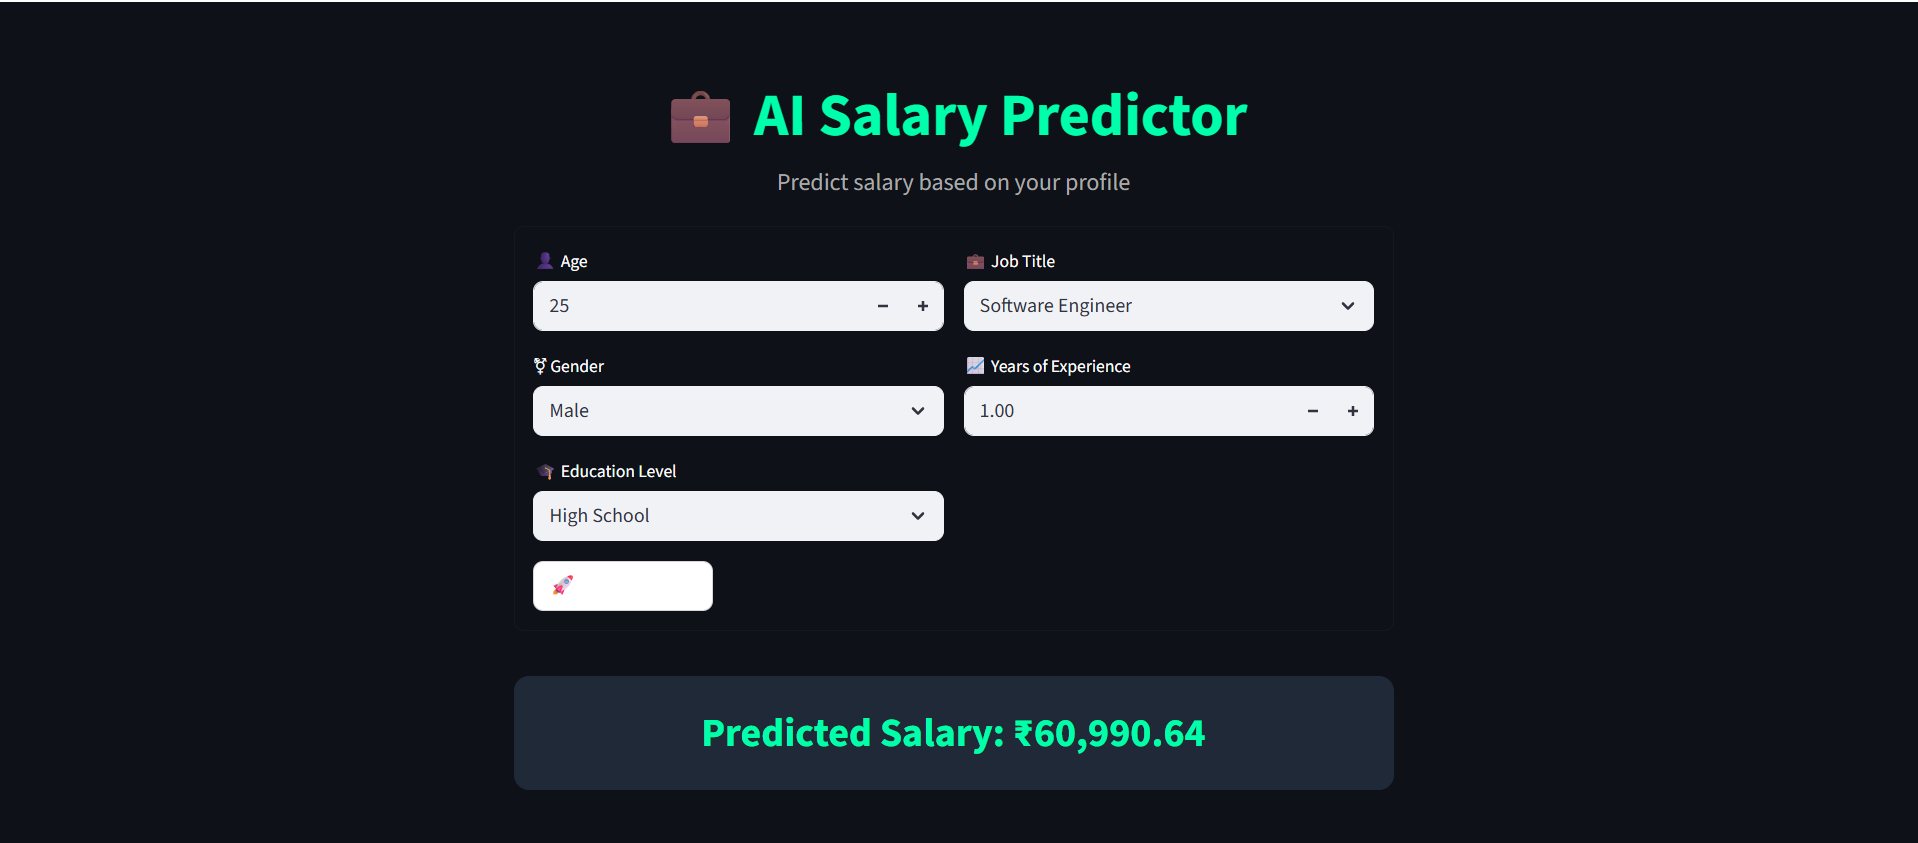 AI Salary Predictor
Predict salary based on your profile
Age
25
Job Title
Software Engineer
Gender
Male
Years of Experience
1.00
Education Level
High School
Predicted Salary: ₹60,990.64